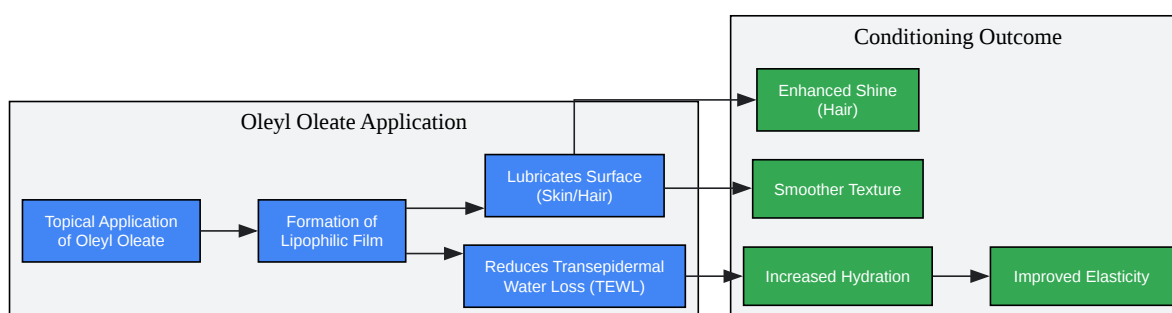 Conditioning Outcome
Enhanced Shine
(Hair)
Oleyl Oleate Application
Lubricates Surface
(Skin/Hair)
Smoother Texture
Topical Application
of Oleyl Oleate
Formation of
Lipophilic Film
Reduces Transepidermal
Water Loss (TEWL)
Increased Hydration
Improved Elasticity